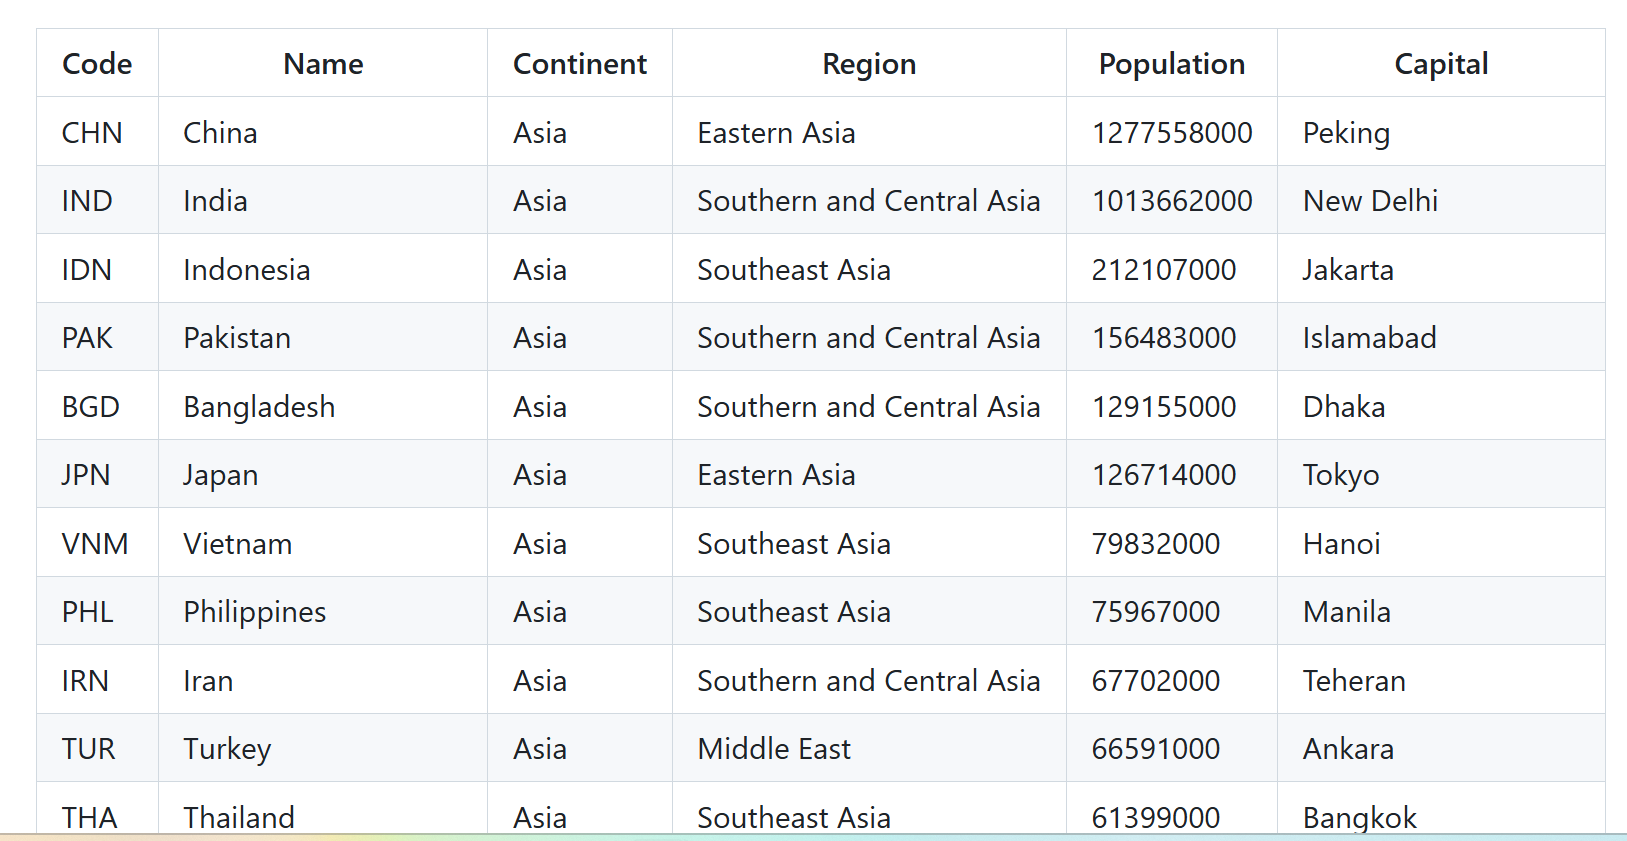 Code Name Continent Region Population Capital
CHN China Asia Eastern Asia 1277558000 Peking
IND India Asia Southern and Central Asia 1013662000 New Delhi
IDN Indonesia Asia Southeast Asia 212107000 Jakarta
PAK Pakistan Asia Southern and Central Asia 156483000 Islamabad
BGD Bangladesh Asia Southern and Central Asia 129155000 Dhaka
JPN Japan Asia Eastern Asia 126714000 Tokyo
VNM Vietnam Asia Southeast Asia 79832000 Hanoi
PHL Philippines Asia Southeast Asia 75967000 Manila
IRN Iran Asia Southern and Central Asia 67702000 Teheran
TUR Turkey Asia Middle East 66591000 Ankara
THA Thailand Asia Southeast Asia 61399000 Bangkok